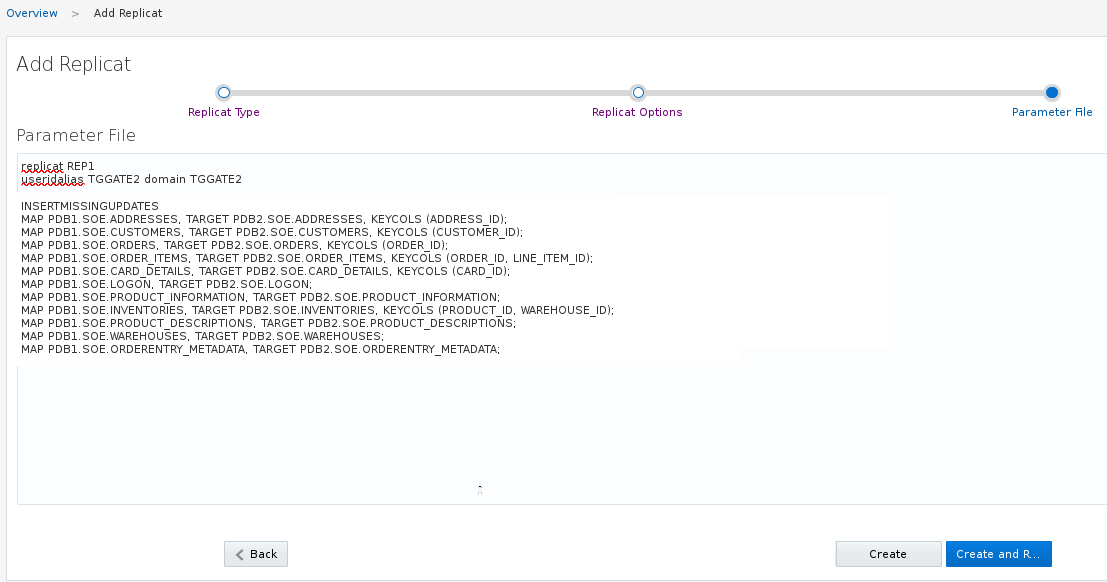 Overview > Add Replicat
Add Replicat
Replicat Type Replicat Options Parameter File
Parameter File
replicat REP1
useridalias TGGATE2 domain TGGATE2
INSERTMISSINGUPDATES
MAP PDB1.SOE.ADDRESSES, TARGET PDB2.SOE.ADDRESSES, KEYCOLS (ADDRESS_ID);
MAP PDB1.SOE.CUSTOMERS, TARGET PDB2.SOE.CUSTOMERS, KEYCOLS (CUSTOMER_ID);
MAP PDB1.SOE.ORDERS, TARGET PDB2.SOE.ORDERS, KEYCOLS (ORDER_ID);
MAP PDB1.SOE.ORDER_ITEMS, TARGET PDB2.SOE.ORDER_ITEMS, KEYCOLS (ORDER_ID, LINE_ITEM_ID);
MAP PDB1.SOE.CARD_DETAILS, TARGET PDB2.SOE.CARD_DETAILS, KEYCOLS (CARD_ID);
MAP PDB1.SOE.LOGON, TARGET PDB2.SOE.LOGON;
MAP PDB1.SOE.PRODUCT_INFORMATION, TARGET PDB2.SOE.PRODUCT_INFORMATION;
MAP PDB1.SOE.INVENTORIES, TARGET PDB2.SOE.INVENTORIES, KEYCOLS (PRODUCT_ID, WAREHOUSE_ID);
MAP PDB1.SOE.PRODUCT_DESCRIPTIONS, TARGET PDB2.SOE.PRODUCT_DESCRIPTIONS;
MAP PDB1.SOE.WAREHOUSES, TARGET PDB2.SOE.WAREHOUSES;
MAP PDB1.SOE.ORDERENTRY_METADATA, TARGET PDB2.SOE.ORDERENTRY_METADATA;
Back Create Create and R...